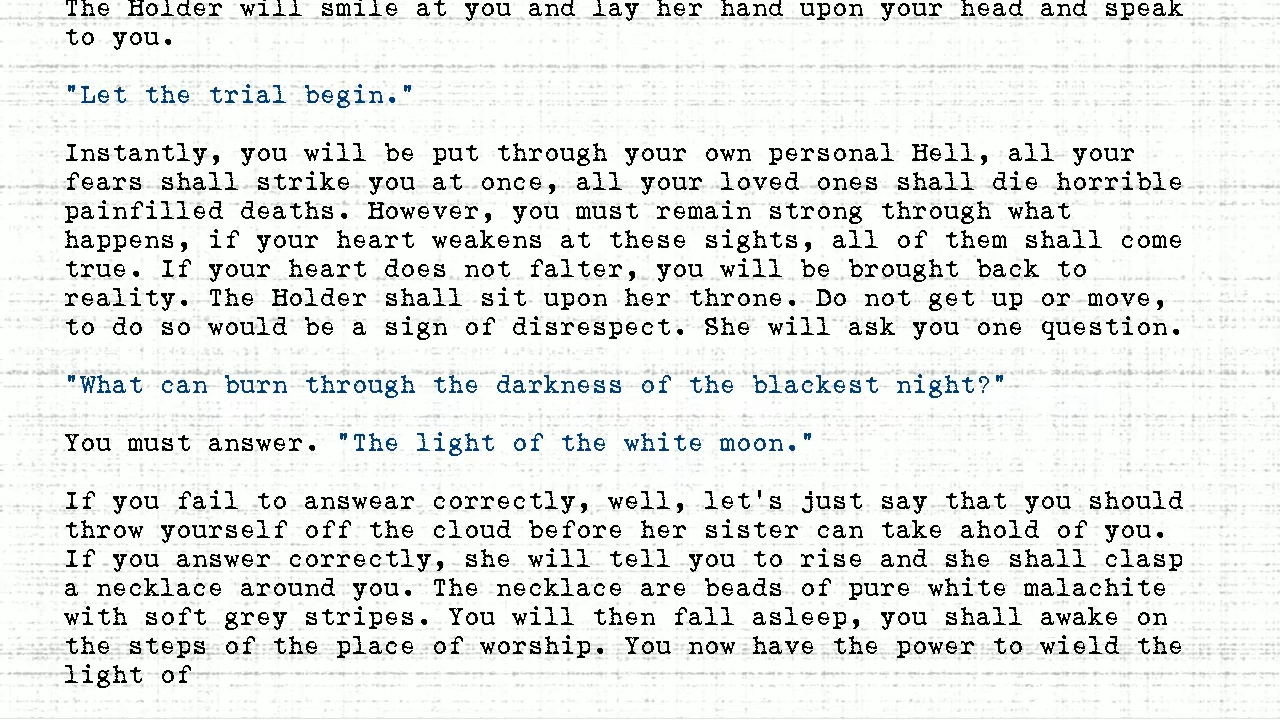 The Holder will smile at you and lay her hand upon your head and speak
to you.
"Let the trial begin."
Instantly, you will be put through your own personal Hell, all your
fears shall strike you at once, all your loved ones shall die horrible
painfilled deaths. However, you must remain strong through what
happens, if your heart weakens at these sights, all of them shall come
true. If your heart does not falter, you will be brought back to
reality. The Holder shall sit upon her throne. Do not get up or move,
to do so would be a sign of disrespect. She will ask you one question.
"What can burn through the darkness of the blackest night?"
You must answer. "The light of the white moon."
If you fail to answear correctly, well, let's just say that you should
throw yourself off the cloud before her sister can take ahold of you.
If you answer correctly, she will tell you to rise and she shall clasp
a necklace around you. The necklace are beads of pure white malachite
with soft grey stripes. You will then fall asleep, you shall awake on
the steps of the place of worship. You now have the power to wield the
light of